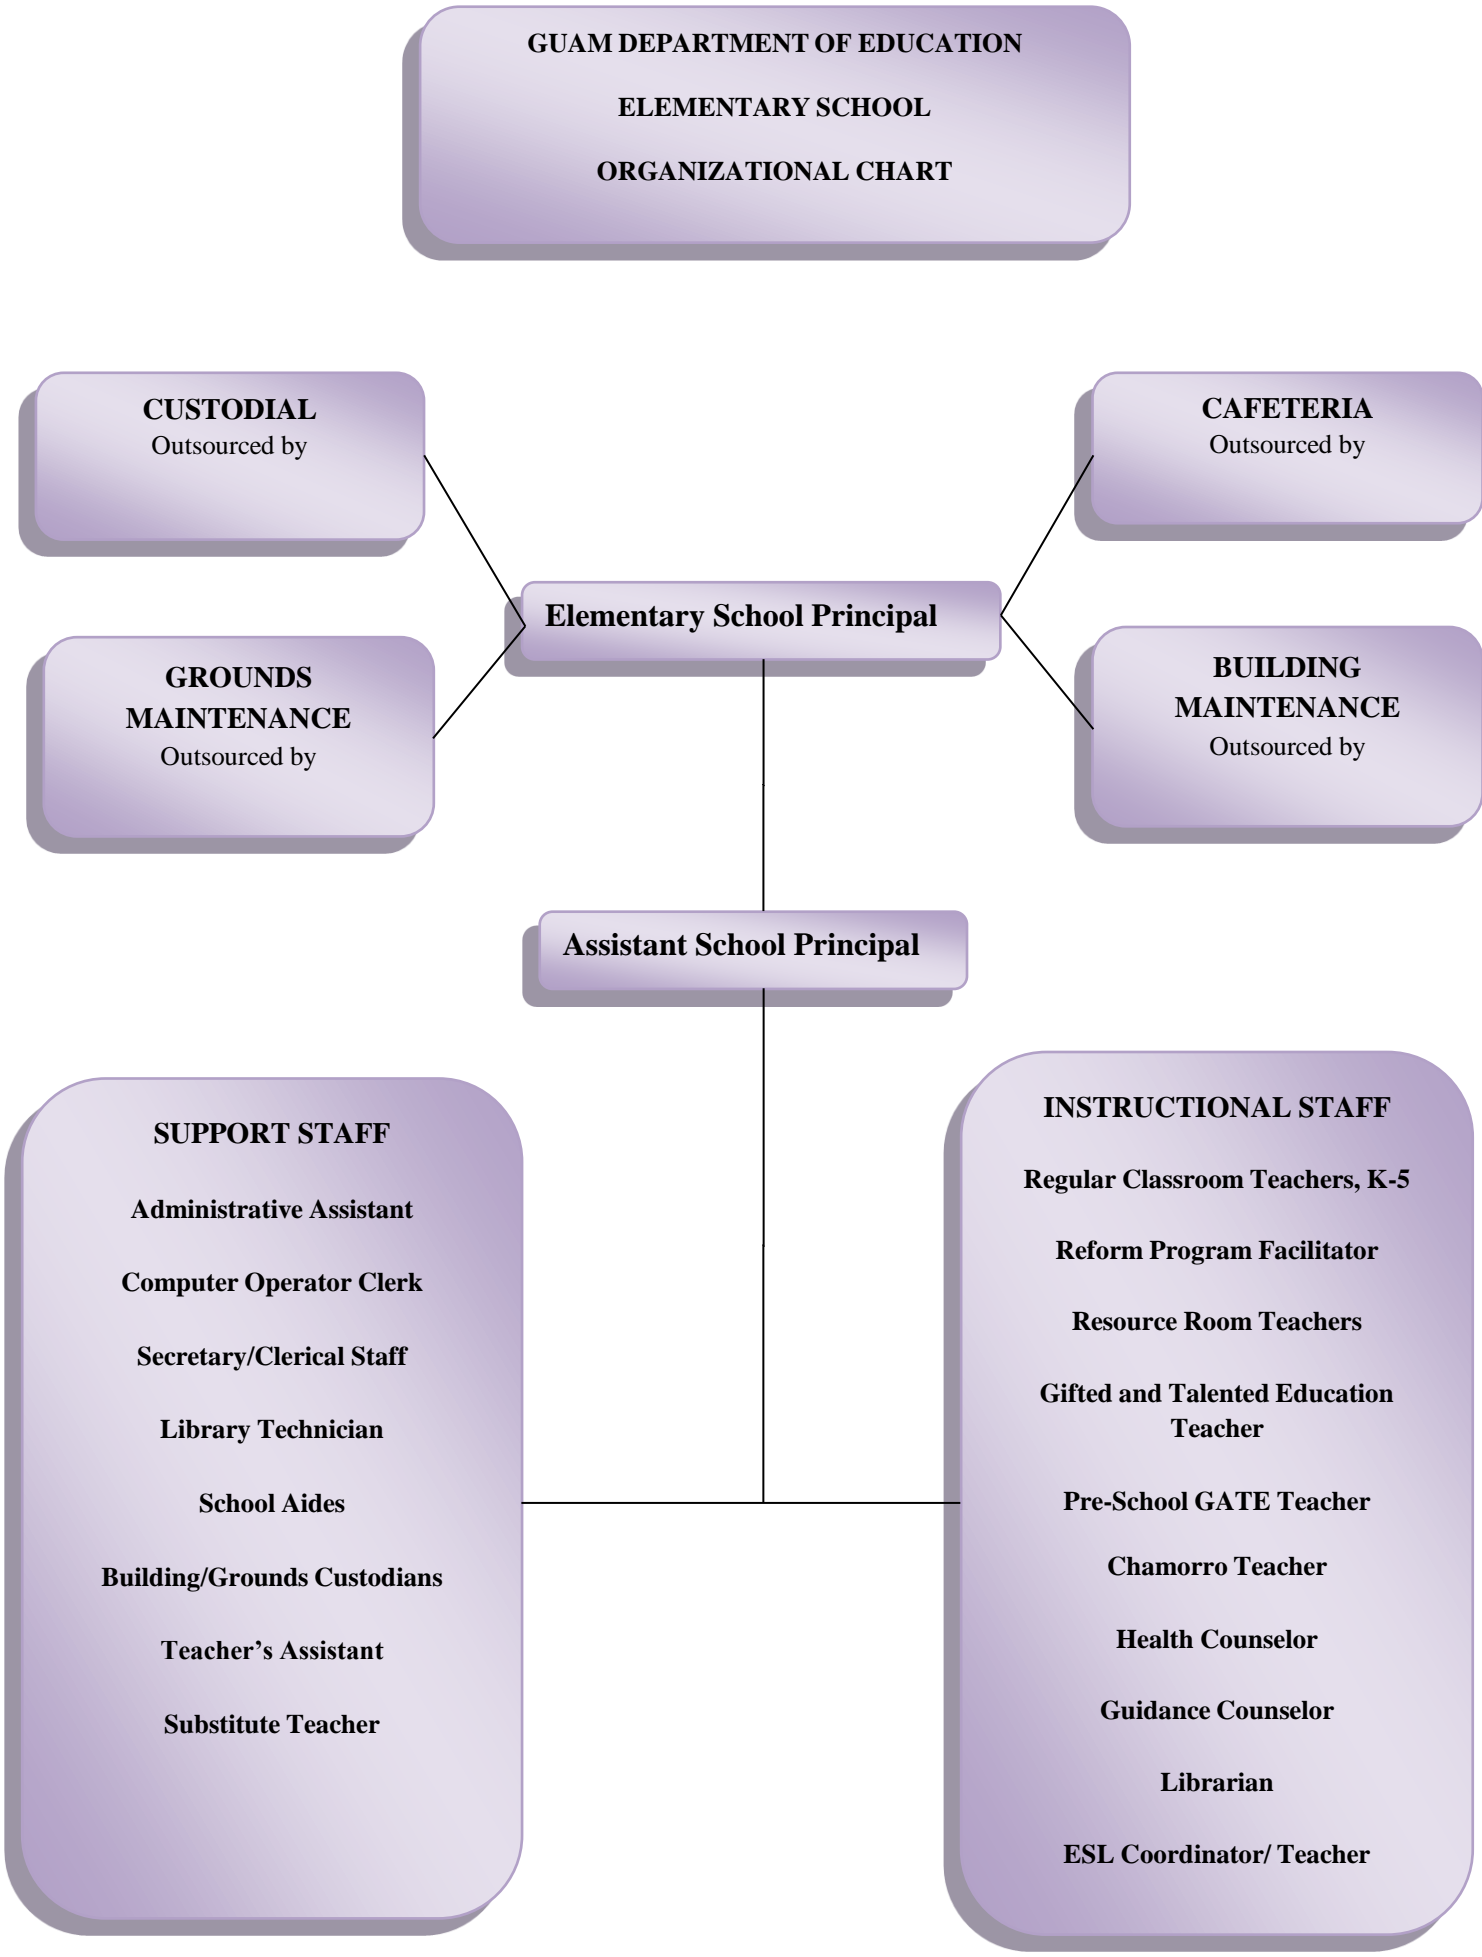 GUAM DEPARTMENT OF EDUCATION
ELEMENTARY SCHOOL
ORGANIZATIONAL CHART
CUSTODIAL
Outsourced by
CAFETERIA
Outsourced by
Elementary School Principal
GROUNDS
MAINTENANCE
Outsourced by
BUILDING
MAINTENANCE
Outsourced by
Assistant School Principal
SUPPORT STAFF
Administrative Assistant
Computer Operator Clerk
Secretary/Clerical Staff
Library Technician
School Aides
Building/Grounds Custodians
Teacher’s Assistant
Substitute Teacher
INSTRUCTIONAL STAFF
Regular Classroom Teachers, K-5
Reform Program Facilitator
Resource Room Teachers
Gifted and Talented Education
Teacher
Pre-School GATE Teacher
Chamorro Teacher
Health Counselor
Guidance Counselor
Librarian
ESL Coordinator/ Teacher